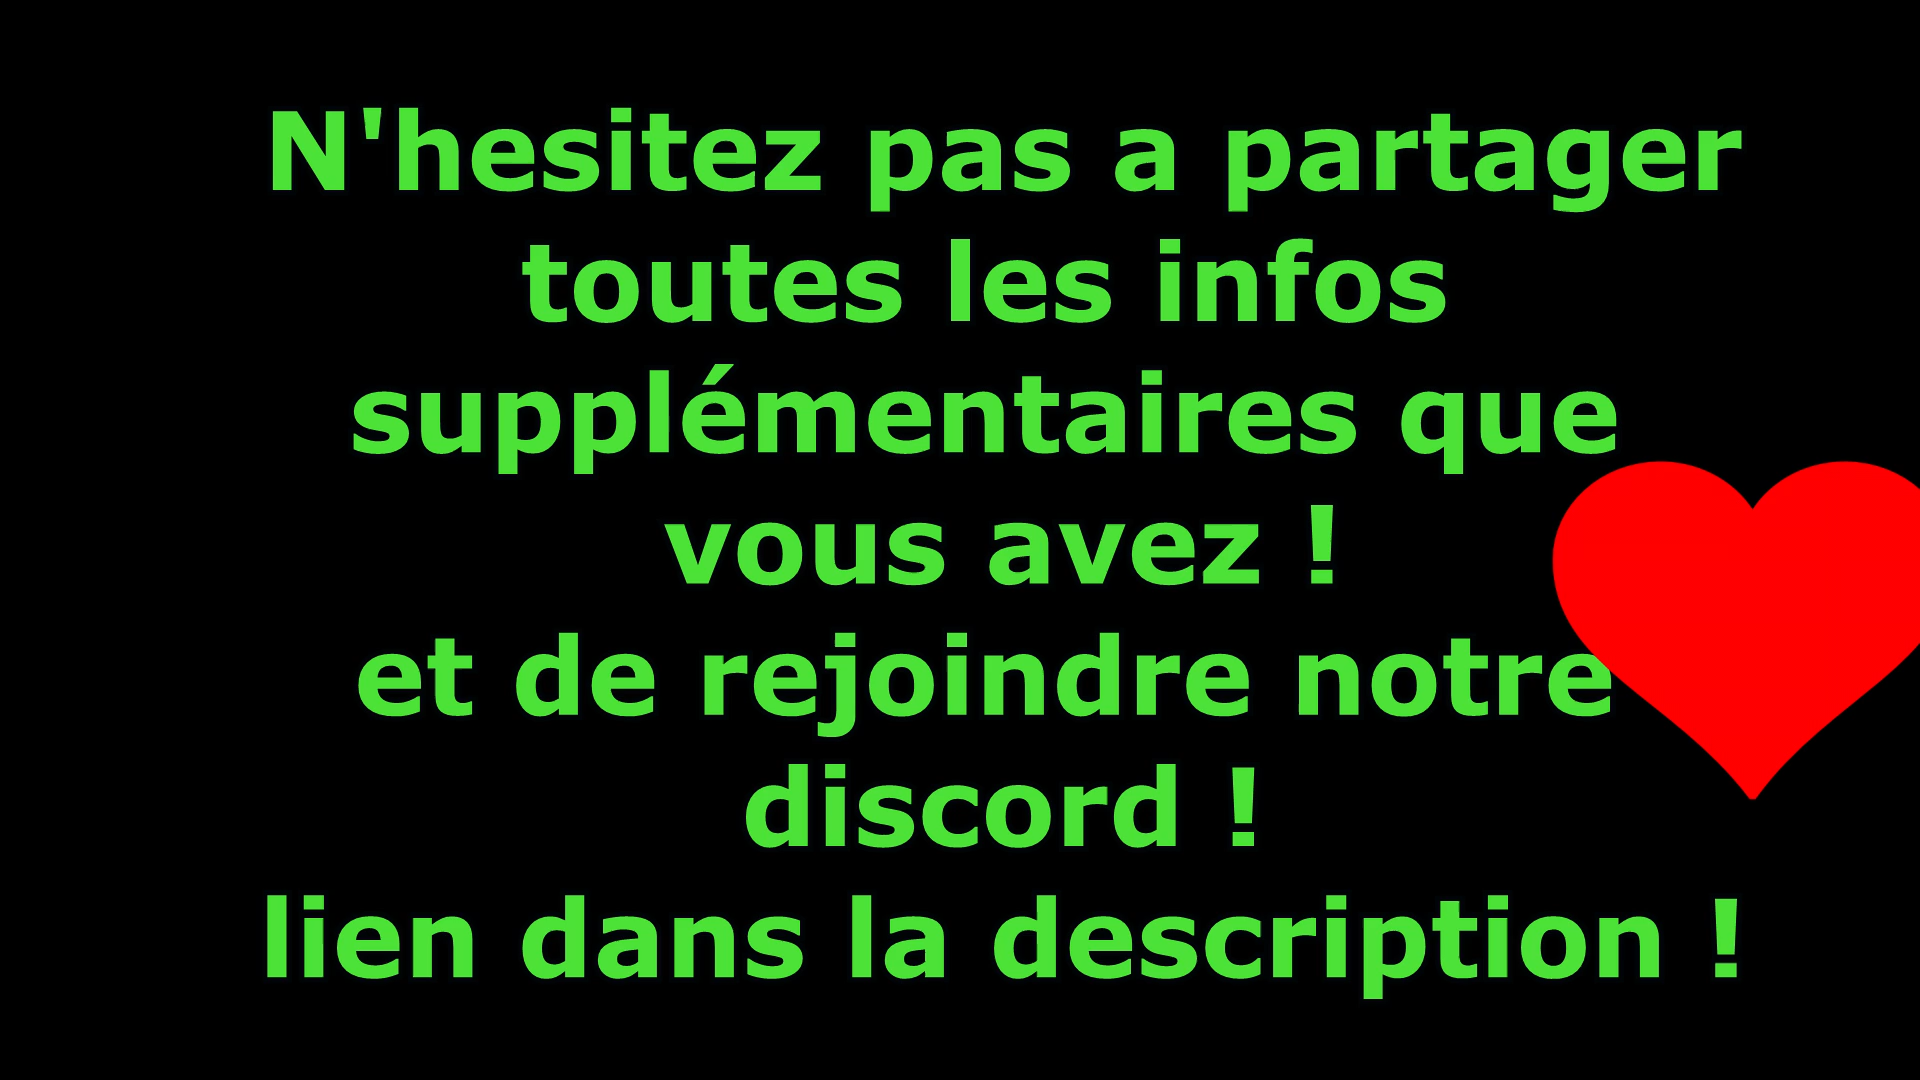 N'hesitez pas a partager
toutes les infos
supplémentaires que
vous avez !
et de rejoindre notre
discord !
lien dans la description !